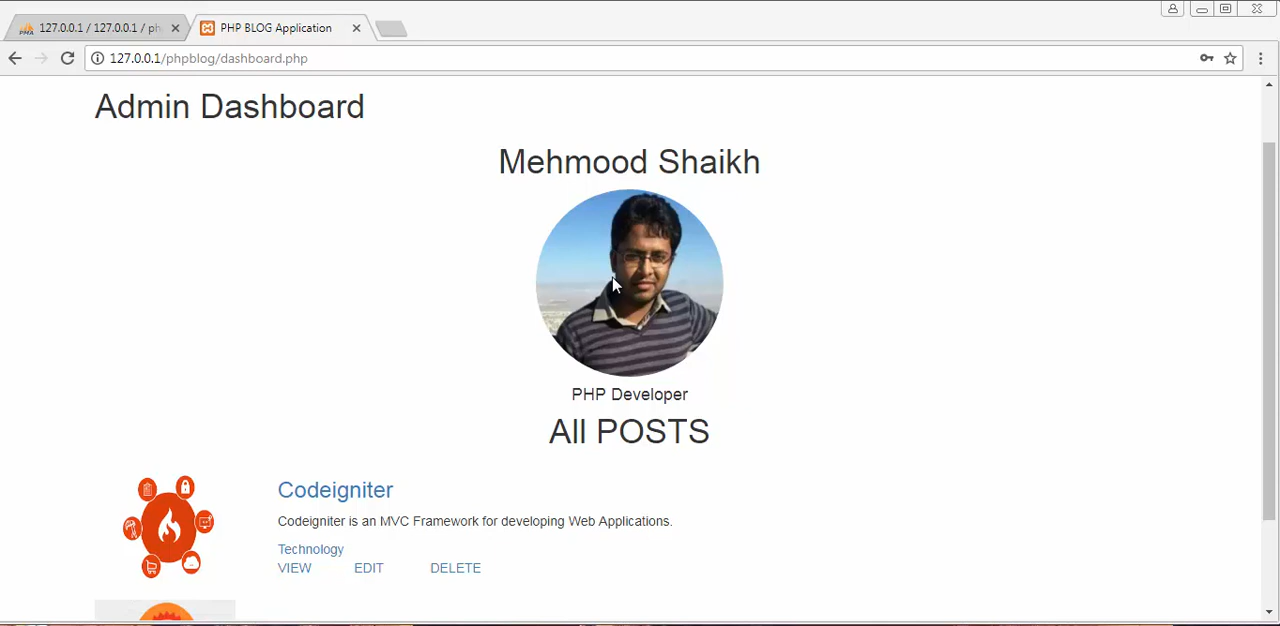 127.0.0.1 / 127.0.0.1 / ph
PHP BLOG Application
127.0.0.1/phpblog/dashboard.php
Admin Dashboard
Mehmood Shaikh
PHP Developer
All POSTS
Codeigniter
Codeigniter is an MVC Framework for developing Web Applications.
Technology
VIEW EDIT DELETE